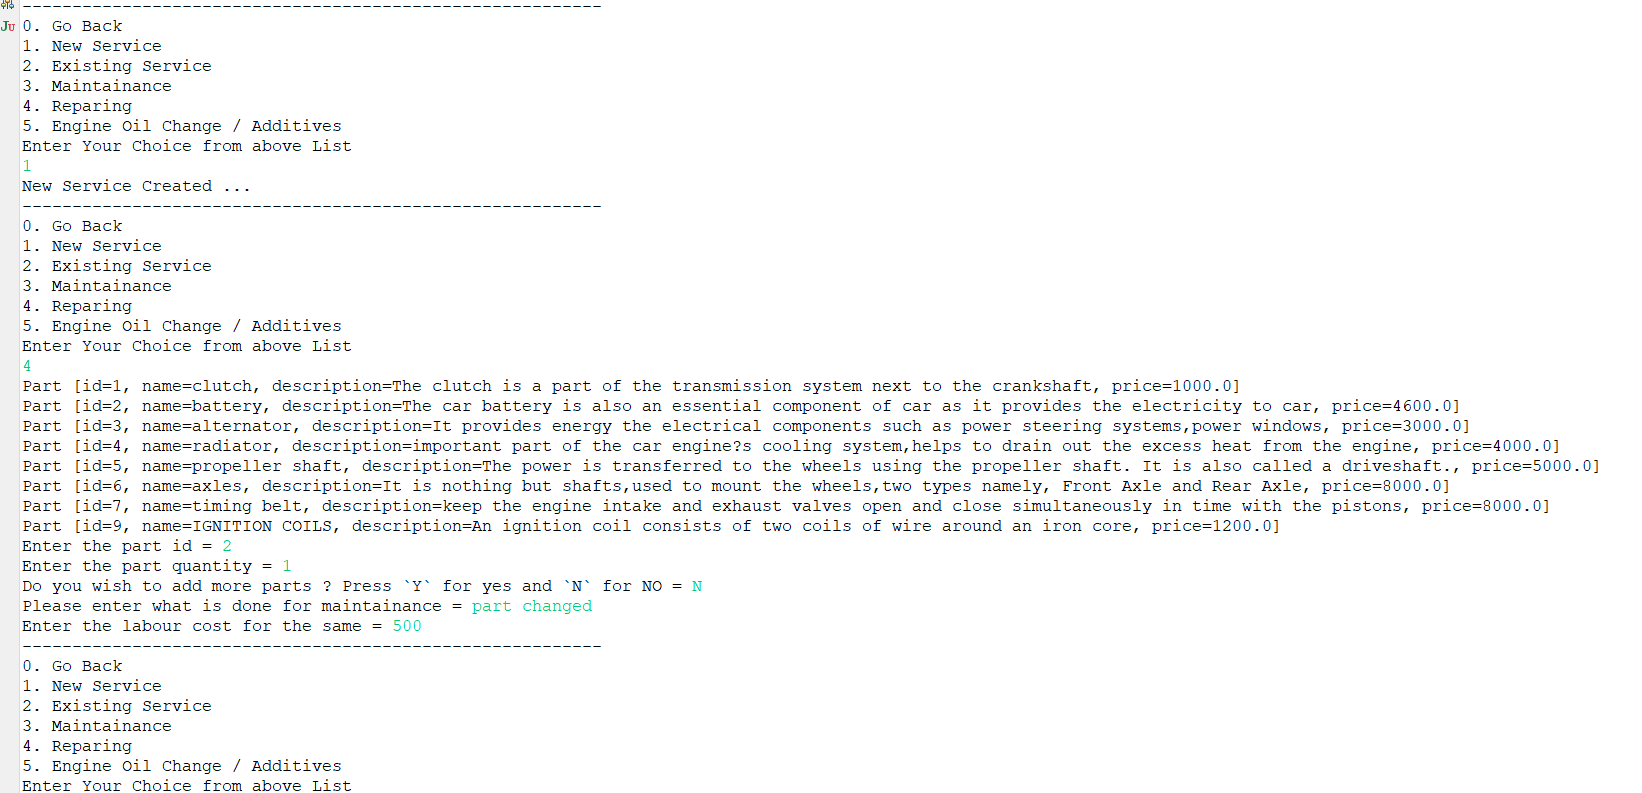 ---------------------------------------------------------- 
Ju 0. Go Back
1. New Service
2. Existing Service
3. Maintainance
4. Reparing
5. Engine Oil Change / Additives
Enter Your Choice from above List
1
New Service Created ...
----------------------------------------------------------
0. Go Back
1. New Service
2. Existing Service
3. Maintainance
4. Reparing
5. Engine Oil Change / Additives
Enter Your Choice from above List
4
Part [id=1, name=clutch, description=The clutch is a part of the transmission system next to the crankshaft, price=1000.0]
Part [id=2, name=battery, description=The car battery is also an essential component of car as it provides the electricity to car, price=4600.0]
Part [id=3, name=alternator, description=It provides energy the electrical components such as power steering systems,power windows, price=3000.0]
Part [id=4, name=radiator, description=important part of the car engine?s cooling system,helps to drain out the excess heat from the engine, price=4000.0]
Part [id=5, name=propeller shaft, description=The power is transferred to the wheels using the propeller shaft. It is also called a driveshaft., price=5000.0]
Part [id=6, name=axles, description=It is nothing but shafts,used to mount the wheels,two types namely, Front Axle and Rear Axle, price=8000.0]
Part [id=7, name=timing belt, description=keep the engine intake and exhaust valves open and close simultaneously in time with the pistons, price=8000.0]
Part [id=9, name=IGNITION COILS, description=An ignition coil consists of two coils of wire around an iron core, price=1200.0]
Enter the part id = 2
Enter the part quantity = 1
Do you wish to add more parts ? Press `Y` for yes and `N` for NO = N
Please enter what is done for maintainance = part changed
Enter the labour cost for the same = 500
----------------------------------------------------------
0. Go Back
1. New Service
2. Existing Service
3. Maintainance
4. Reparing
5. Engine Oil Change / Additives
Enter Your Choice from above List